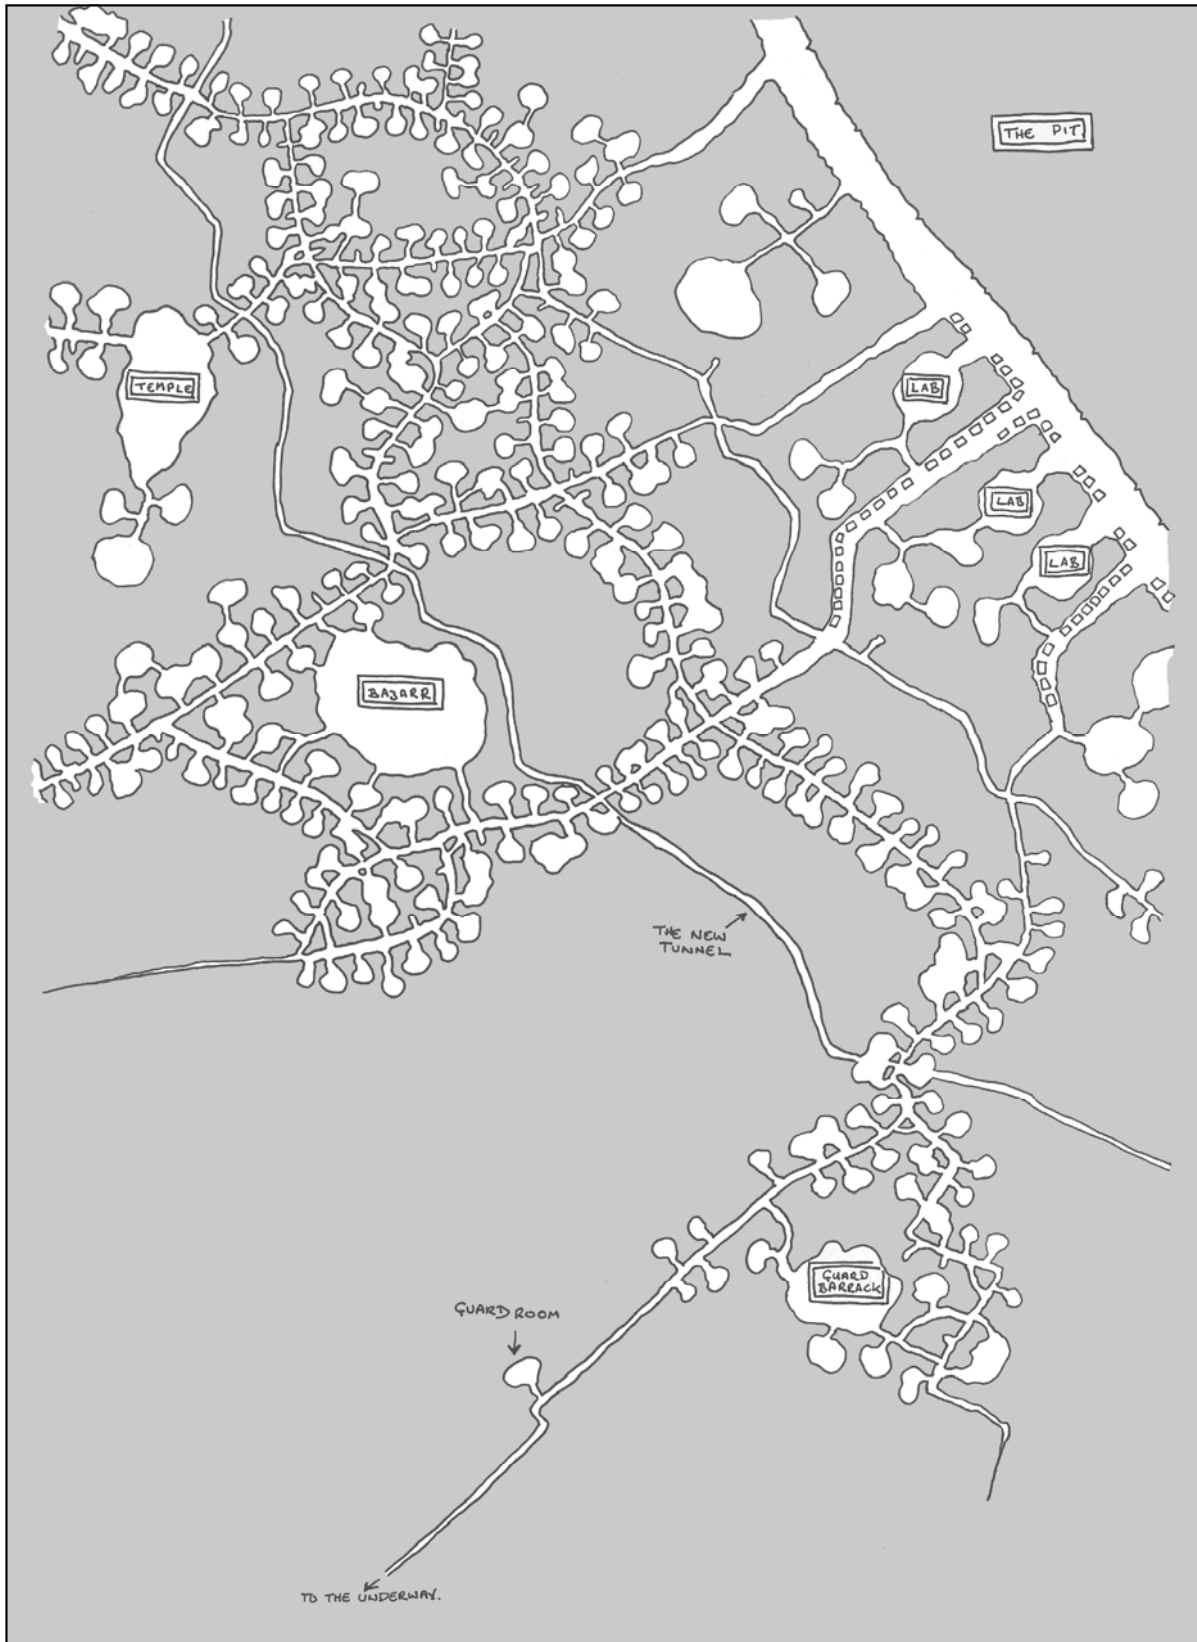 THE PIT
LAB
TEMPLE
LAB
LAB
BAJARR
THE NEW
TUNNEL
GUARD
BARRACK
GUARD ROOM
TO THE UNDERWAY.